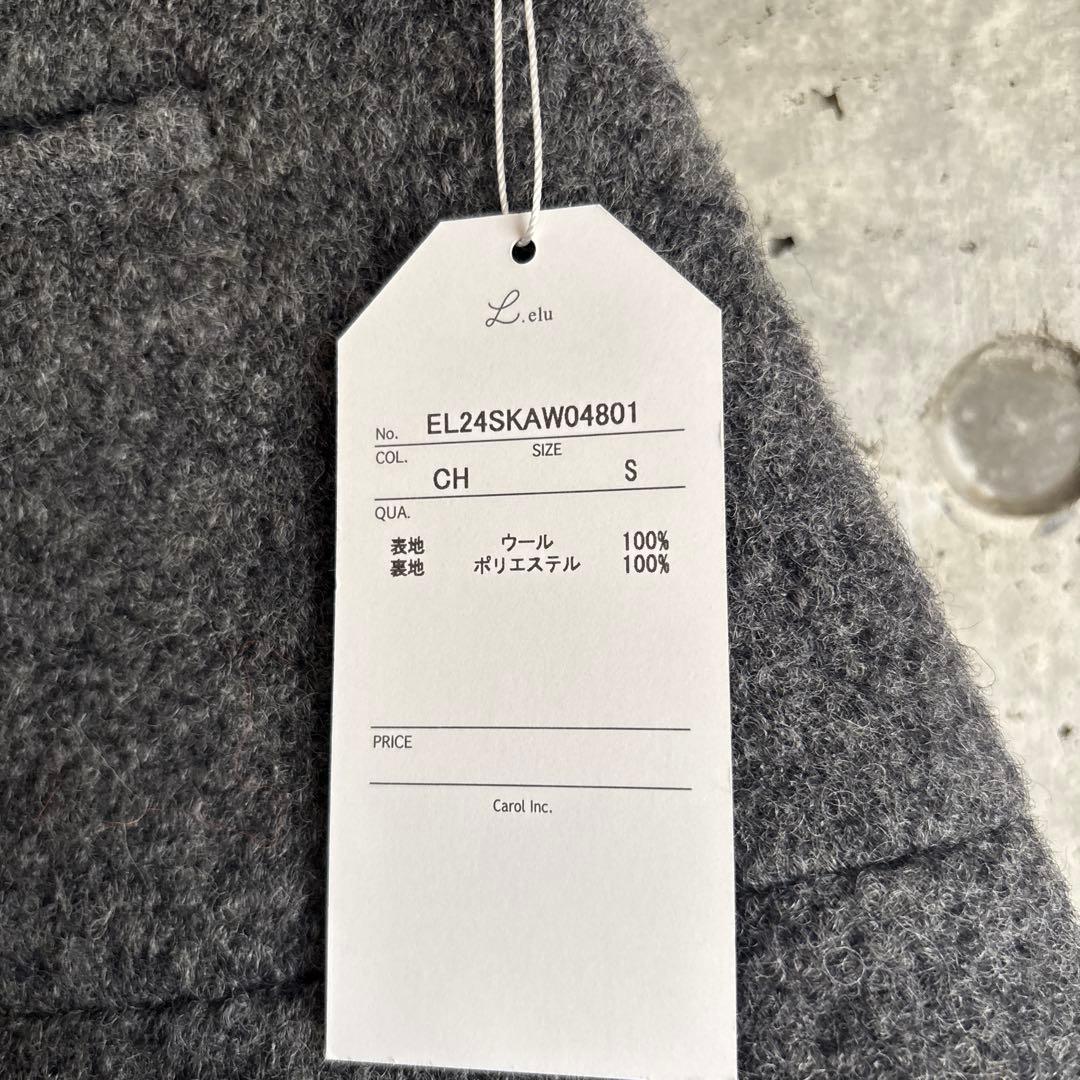 L.elu
No. EL24SKAW04801
COL. SIZE
CH S
QUA.
表地 ウール 100%
裏地 ポリエステル 100%
PRICE
Carol Inc.